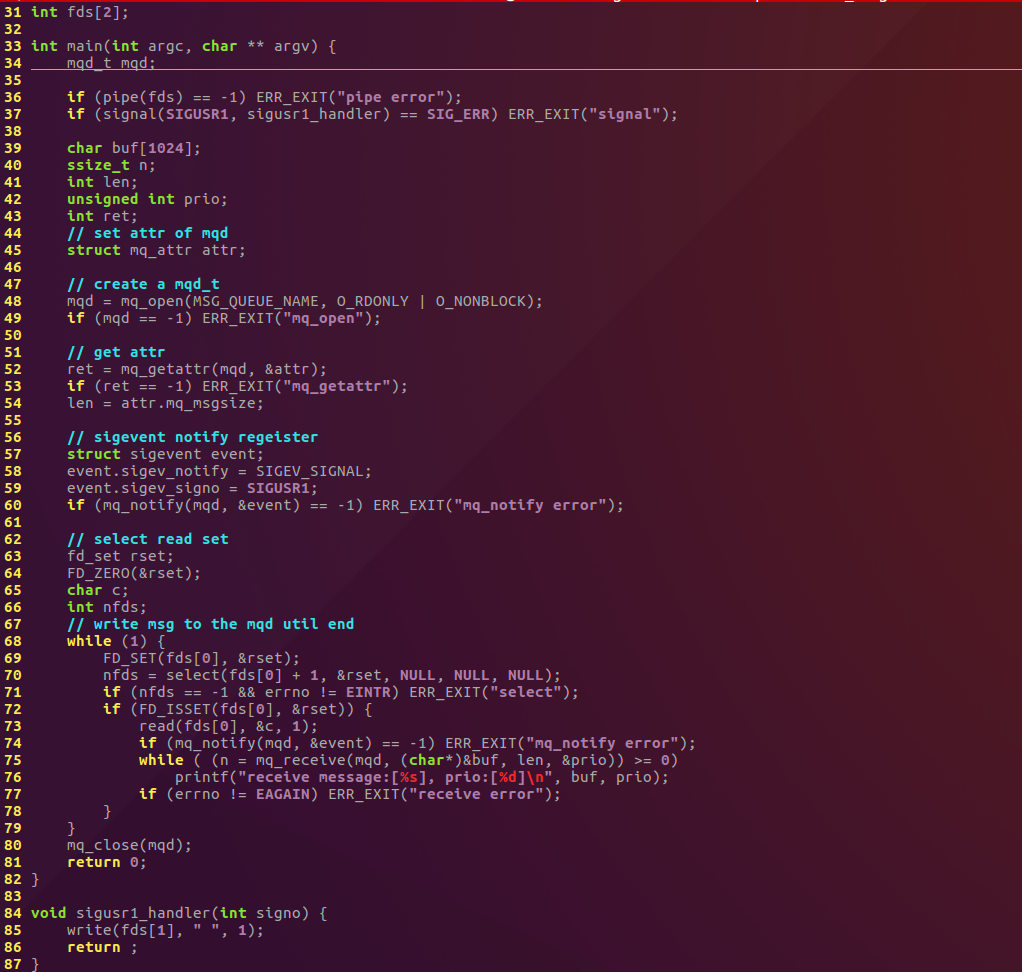 31 int fds[2];
32
33 int main(int argc, char ** argv) {
34     mqd_t mqd;
35
36     if (pipe(fds) == -1) ERR_EXIT("pipe error");
37     if (signal(SIGUSR1, sigusr1_handler) == SIG_ERR) ERR_EXIT("signal");
38
39     char buf[1024];
40     ssize_t n;
41     int len;
42     unsigned int prio;
43     int ret;
44     // set attr of mqd
45     struct mq_attr attr;
46
47     // create a mqd_t
48     mqd = mq_open(MSG_QUEUE_NAME, O_RDONLY | O_NONBLOCK);
49     if (mqd == -1) ERR_EXIT("mq_open");
50
51     // get attr
52     ret = mq_getattr(mqd, &attr);
53     if (ret == -1) ERR_EXIT("mq_getattr");
54     len = attr.mq_msgsize;
55
56     // sigevent notify regeister
57     struct sigevent event;
58     event.sigev_notify = SIGEV_SIGNAL;
59     event.sigev_signo = SIGUSR1;
60     if (mq_notify(mqd, &event) == -1) ERR_EXIT("mq_notify error");
61
62     // select read set
63     fd_set rset;
64     FD_ZERO(&rset);
65     char c;
66     int nfds;
67     // write msg to the mqd util end
68     while (1) {
69         FD_SET(fds[0], &rset);
70         nfds = select(fds[0] + 1, &rset, NULL, NULL, NULL);
71         if (nfds == -1 && errno != EINTR) ERR_EXIT("select");
72         if (FD_ISSET(fds[0], &rset)) {
73             read(fds[0], &c, 1);
74             if (mq_notify(mqd, &event) == -1) ERR_EXIT("mq_notify error");
75             while ( (n = mq_receive(mqd, (char*)&buf, len, &prio)) >= 0)
76                 printf("receive message:[%s], prio:[%d]\n", buf, prio);
77             if (errno != EAGAIN) ERR_EXIT("receive error");
78         }
79     }
80     mq_close(mqd);
81     return 0;
82 }
83
84 void sigusr1_handler(int signo) {
85     write(fds[1], " ", 1);
86     return ;
87 }